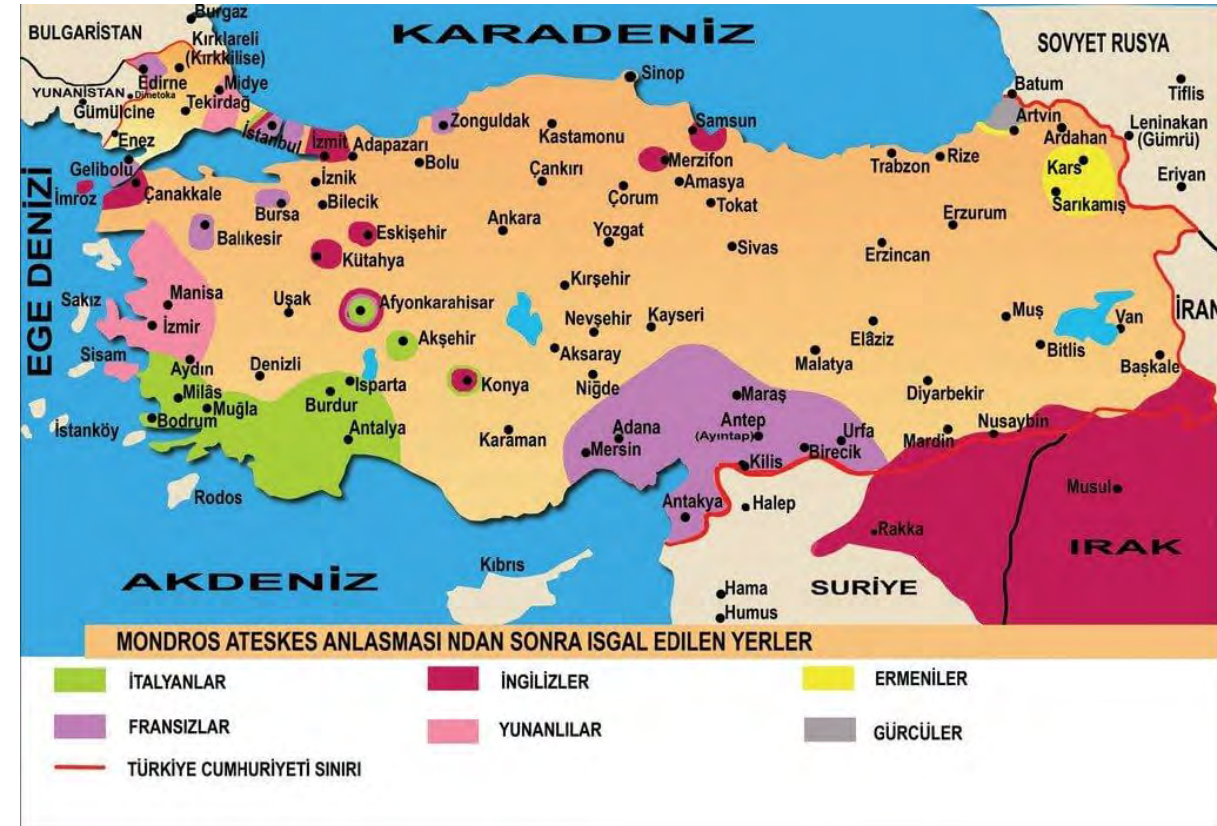 BULGARİSTAN
Burgaz
Kırklareli
(Kırkkilise)
KARADENİZ
SOVYET RUSYA
YUNANİSTAN
Edirne
Dimetoka
Midye
Gümülcine
Tekirdağ
Enez
İstanbul
Sinop
Batum
Tiflis
Artvin
Ardahan
Leninakan
(Gümrü)
Zonguldak
Kastamonu
Samsun
Gelibolu
İzmit
Adapazarı
Bolu
Merzifon
Trabzon
Rize
Kars
Erivan
İmroz
Çanakkale
İznik
Çankırı
Çorum
Amasya
Sarıkamış
Bursa
Bilecik
Tokat
Balıkesir
Eskişehir
Ankara
Yozgat
Sivas
Erzurum
Erzincan
Kütahya
EGE DENİZİ
Kırşehir
Sakız
Manisa
Uşak
Afyonkarahisar
İRAN
İzmir
Akşehir
Nevşehir
Kayseri
Elâziz
Muş
Van
Sisam
Aydın
Denizli
Aksaray
Malatya
Bitlis
Başkale
Milâs
Isparta
Konya
Niğde
Maraş
Diyarbekir
Bodrum
Muğla
Burdur
İstanköy
Antalya
Karaman
Adana
Antep
(Ayıntap)
Urfa
Mardin
Nusaybin
Mersin
Kilis
Birecik
Rodos
Antakya
Halep
Musul
Rakka
IRAK
AKDENİZ
Kıbrıs
Hama
SURİYE
Humus
MONDROS ATESKES ANLASMASI NDAN SONRA ISGAL EDILEN YERLER
İTALYANLAR
İNGİLİZLER
ERMENİLER
FRANSIZLAR
YUNANLILAR
GÜRCÜLER
TÜRKİYE CUMHURİYETİ SINIRI